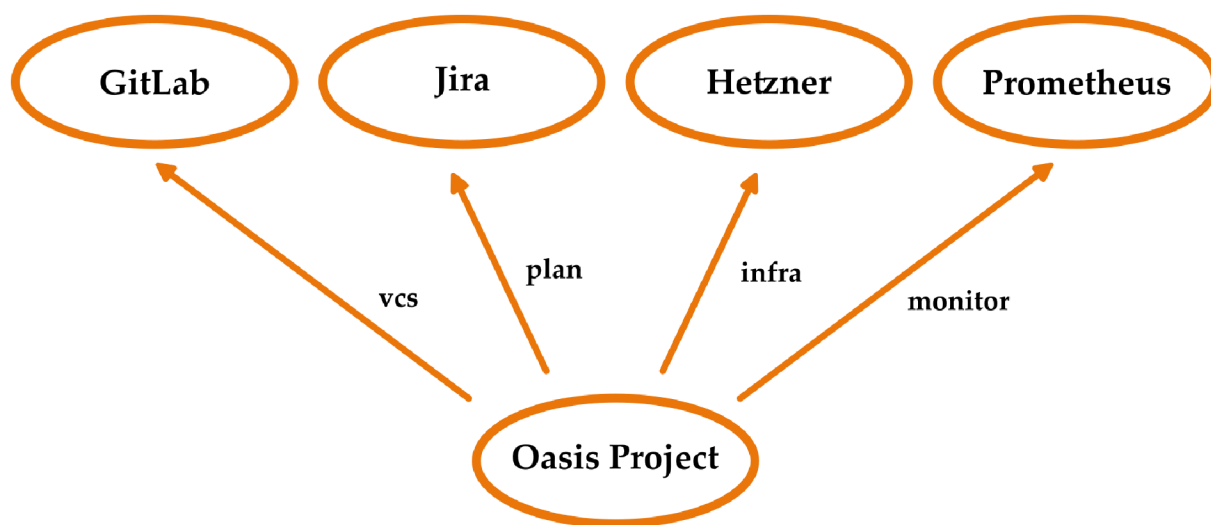 GitLab
Jira
Hetzner
Prometheus
vcs
plan
infra
monitor
Oasis Project